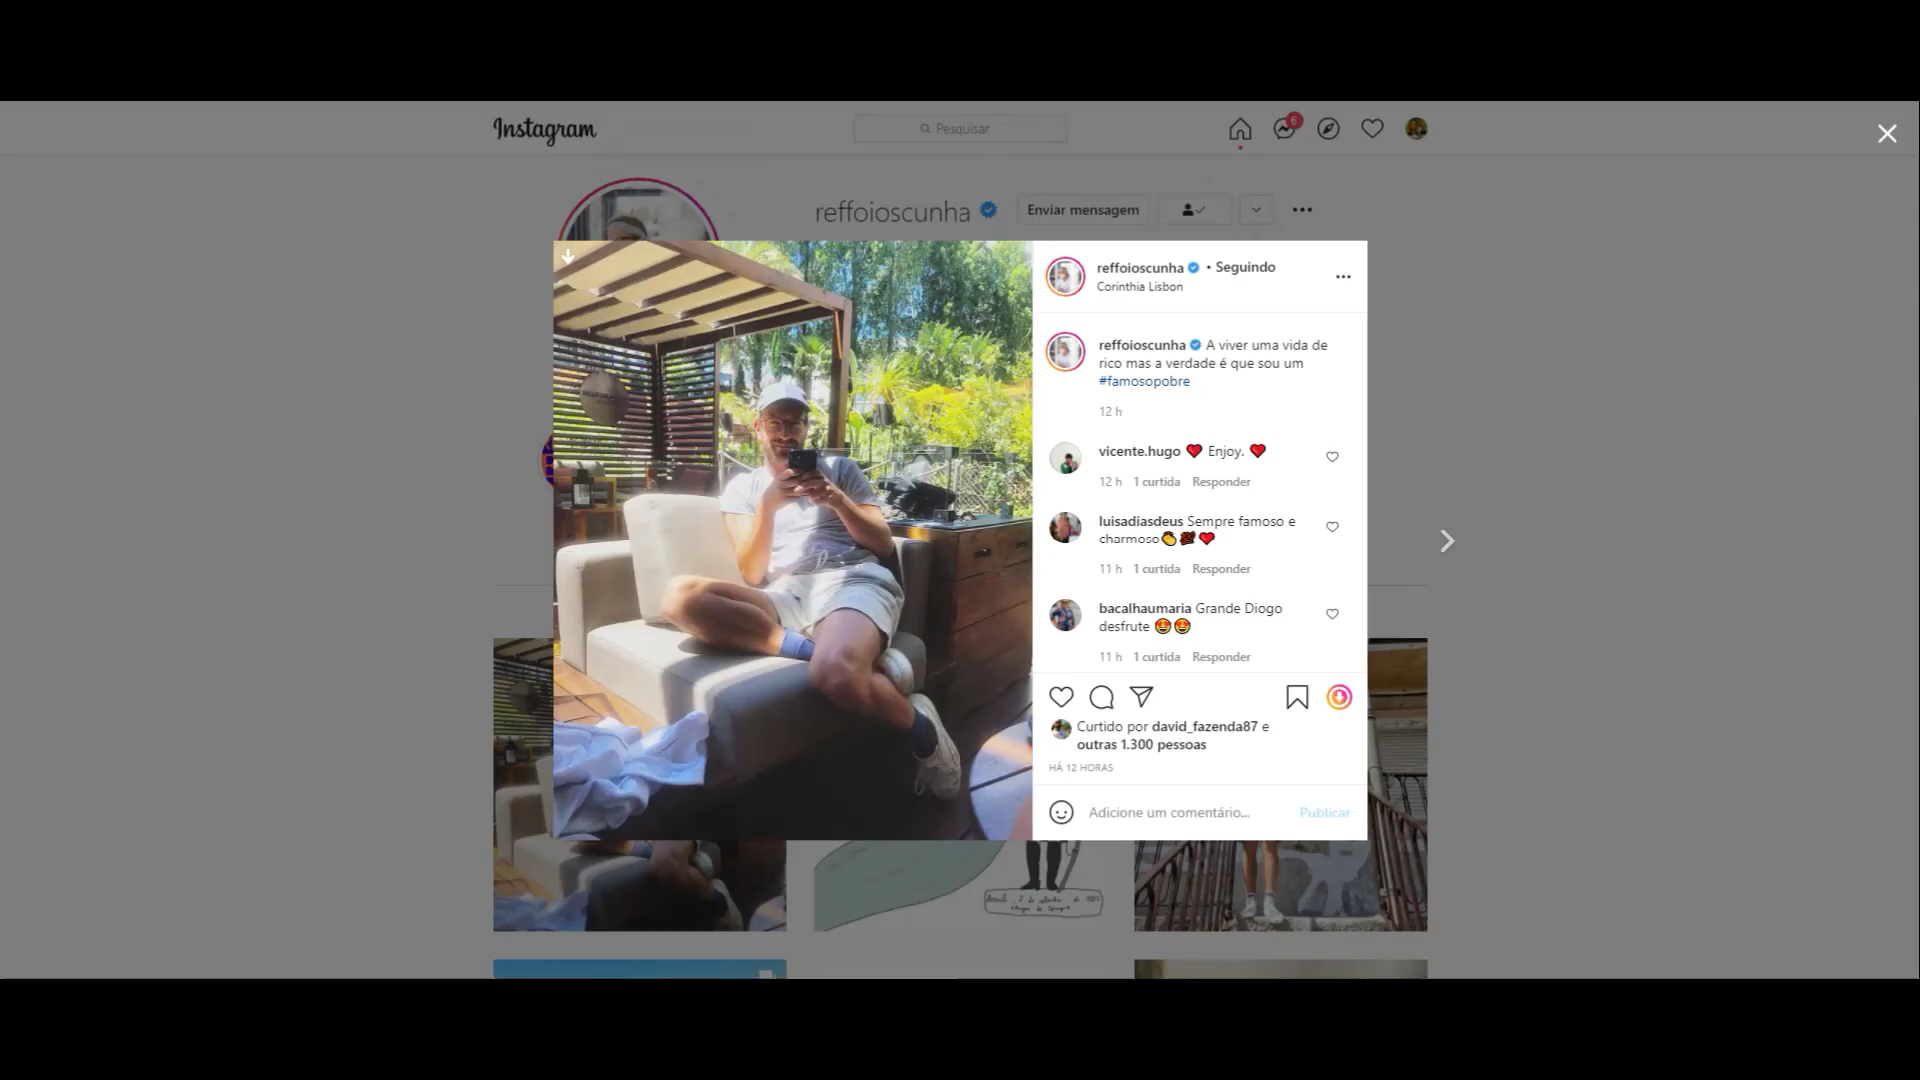 Instagram
Pesquisar
6
reffoioscunha
Enviar mensagem
reffoioscunha • Seguindo
Corinthia Lisbon
reffoioscunha A viver uma vida de
rico mas a verdade é que sou um
#famosopobre
12 h
vicente.hugo ❤️ Enjoy. ❤️
12 h 1 curtida Responder
luisadiasdeus Sempre famoso e
charmoso👏💯❤️
11 h 1 curtida Responder
bacalhaumaria Grande Diogo
desfrute 😍😍
11 h 1 curtida Responder
Curtido por david_fazenda87 e
outras 1.300 pessoas
HÁ 12 HORAS
Adicione um comentário... Publicar